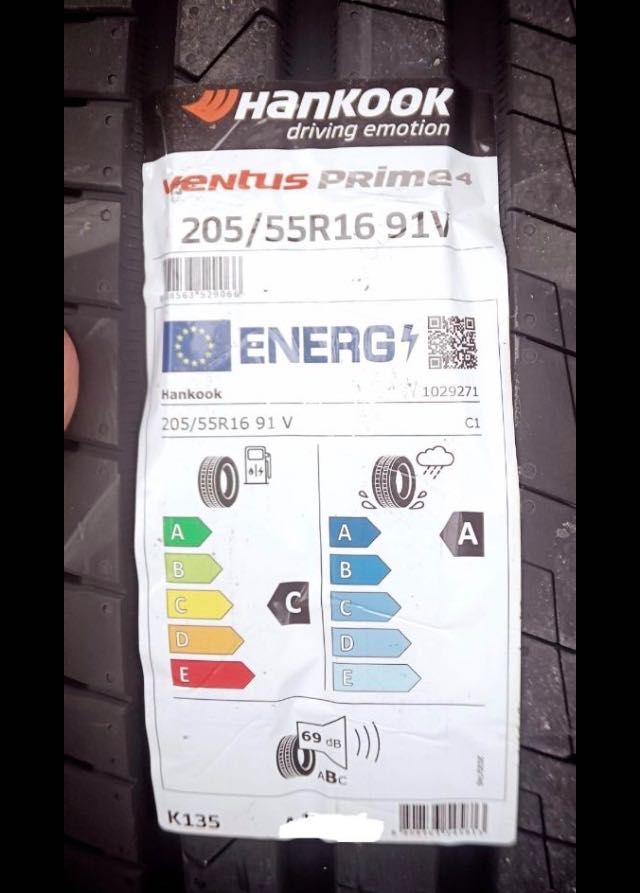 HANKOOK
driving emotion
ventus PRIME4
205/55R16 91V
ENERG
Hankook 1029271
205/55R16 91 V C1
A A A
B B
C C C
D D
E E
69 dB
ABC
K135